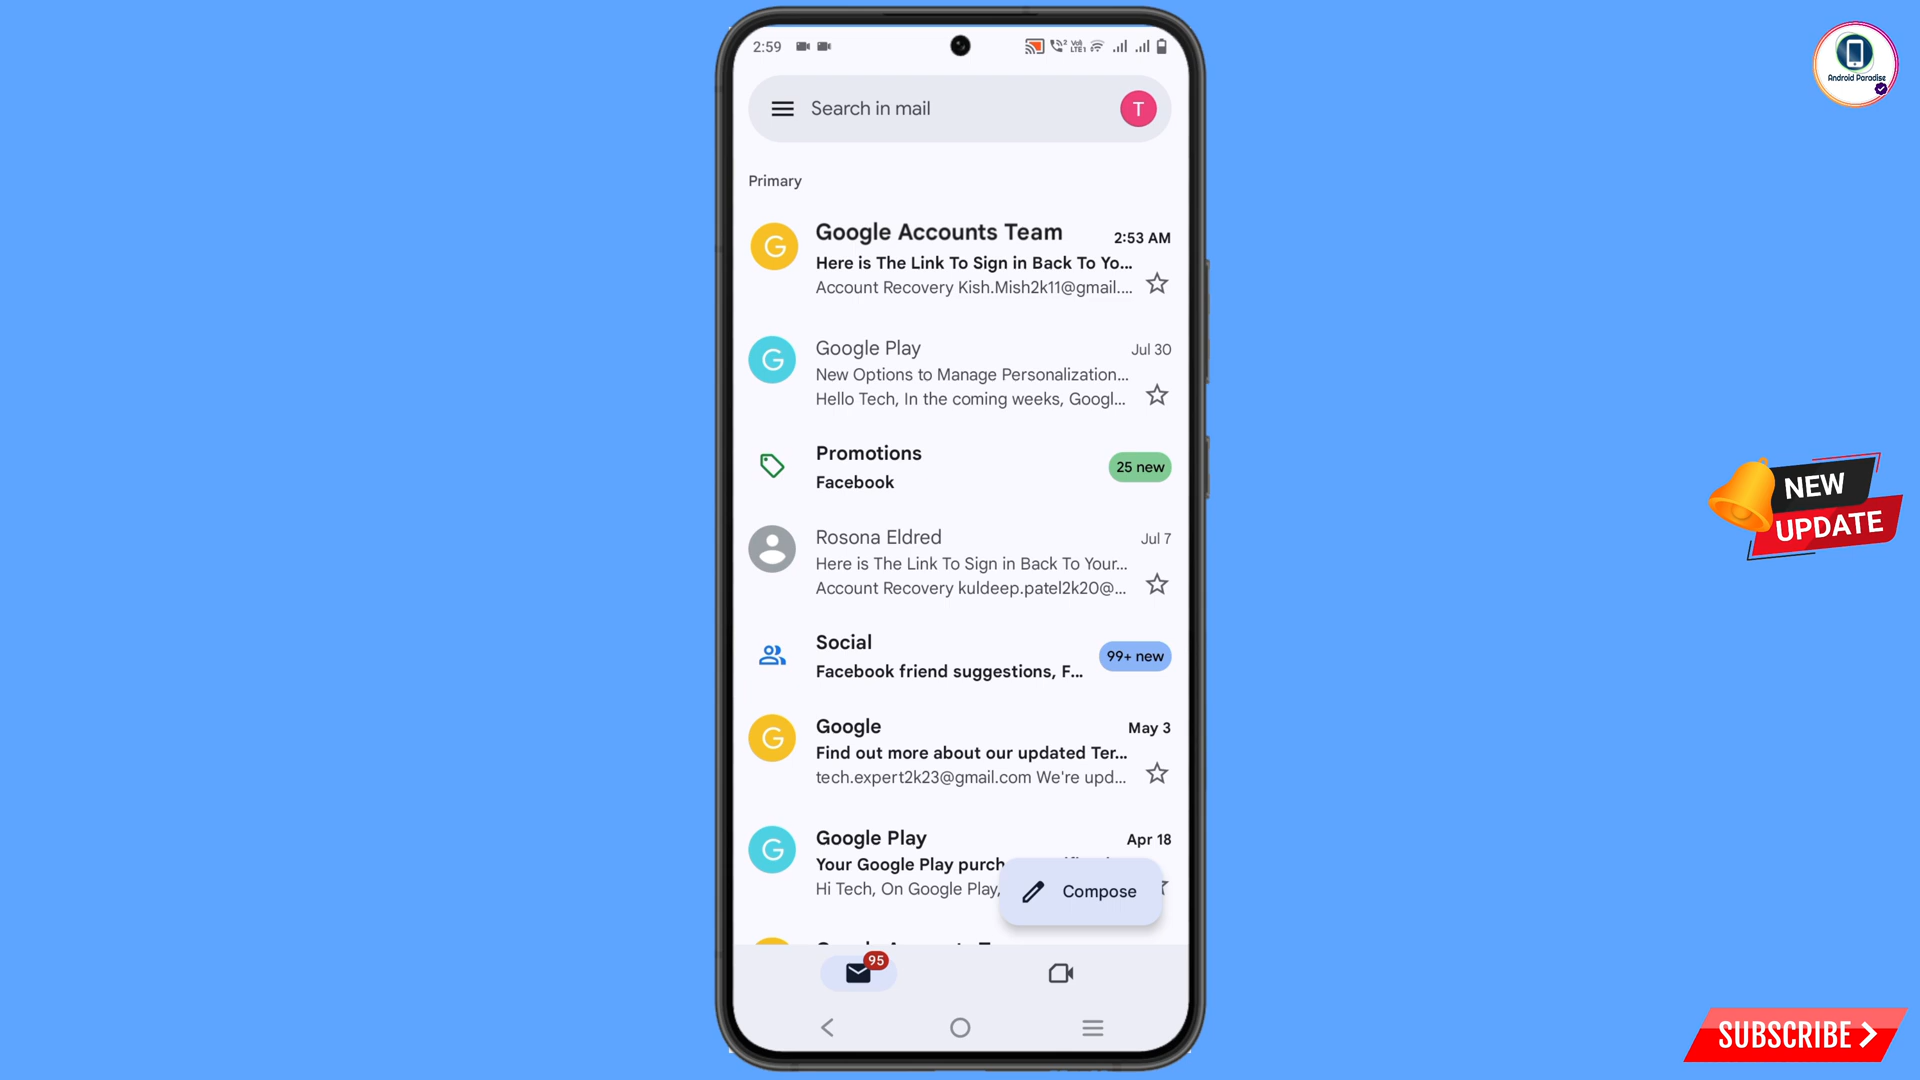 2:59
Search in mail
T
Primary
G
Google Accounts Team
2:53 AM
Here is The Link To Sign in Back To Yo...
Account Recovery Kish.Mish2k11@gmail....
G
Google Play
Jul 30
New Options to Manage Personalization...
Hello Tech, In the coming weeks, Googl...
Promotions
Facebook
25 new
Rosona Eldred
Jul 7
Here is The Link To Sign in Back To Your...
Account Recovery kuldeep.patel2k20@...
Social
Facebook friend suggestions, F...
99+ new
G
Google
May 3
Find out more about our updated Ter...
tech.expert2k23@gmail.com We're upd...
G
Google Play
Apr 18
Your Google Play purch
Hi Tech, On Google Play,
Compose
95
Android Paradise
NEW
UPDATE
SUBSCRIBE